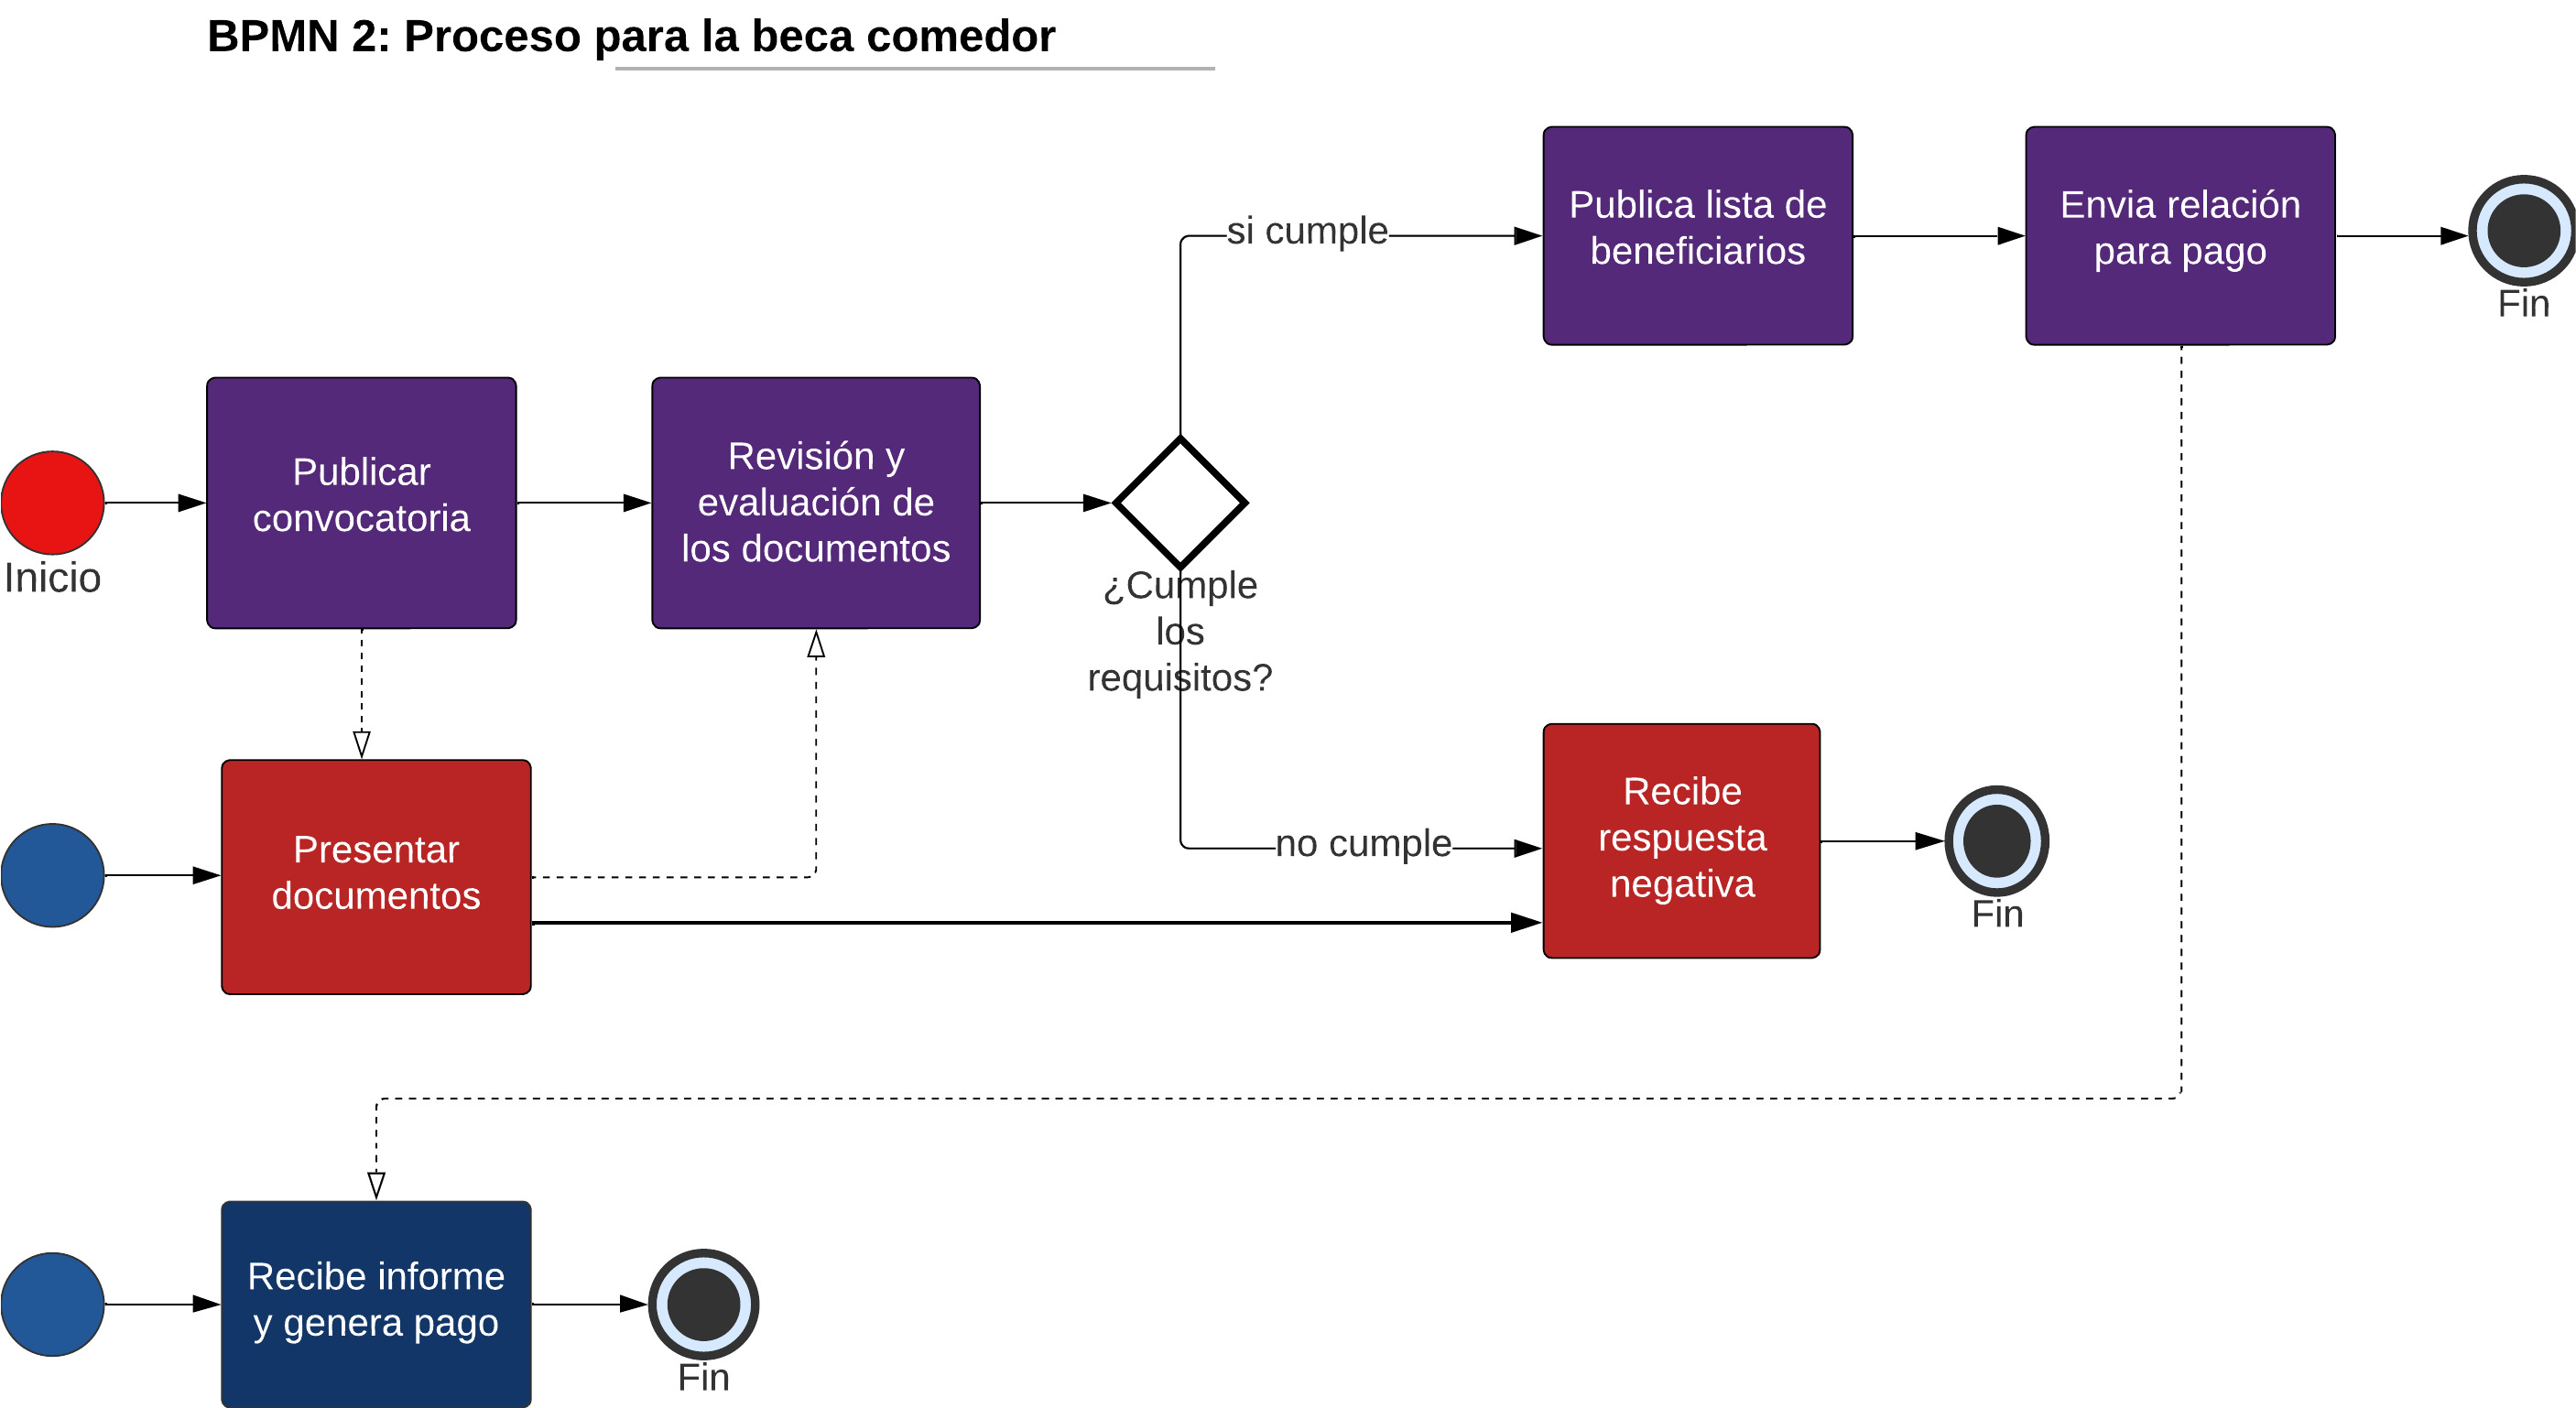 BPMN 2: Proceso para la beca comedor
si cumple
Publica lista de
beneficiarios
Envia relación
para pago
Fin
Inicio
Publicar
convocatoria
Revisión y
evaluación de
los documentos
¿Cumple
los
requisitos?
Presentar
documentos
no cumple
Recibe
respuesta
negativa
Fin
Recibe informe
y genera pago
Fin